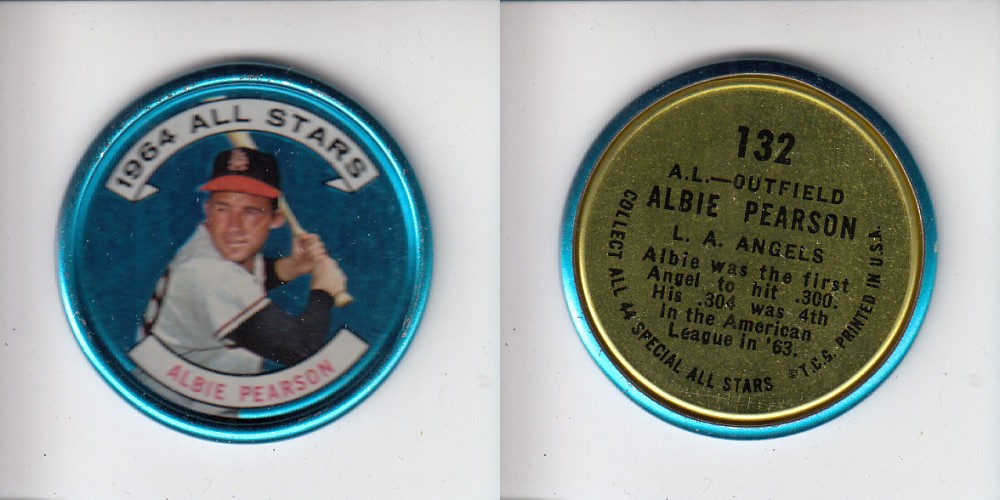 1964 ALL STARS
ALBIE PEARSON
132
A.L.—OUTFIELD
ALBIE PEARSON
L. A. ANGELS
Albie was the first
Angel to hit .300.
His .304 was 4th
in the American
League in '63.
COLLECT ALL 44 SPECIAL ALL STARS
©T.C.G. PRINTED IN U.S.A.